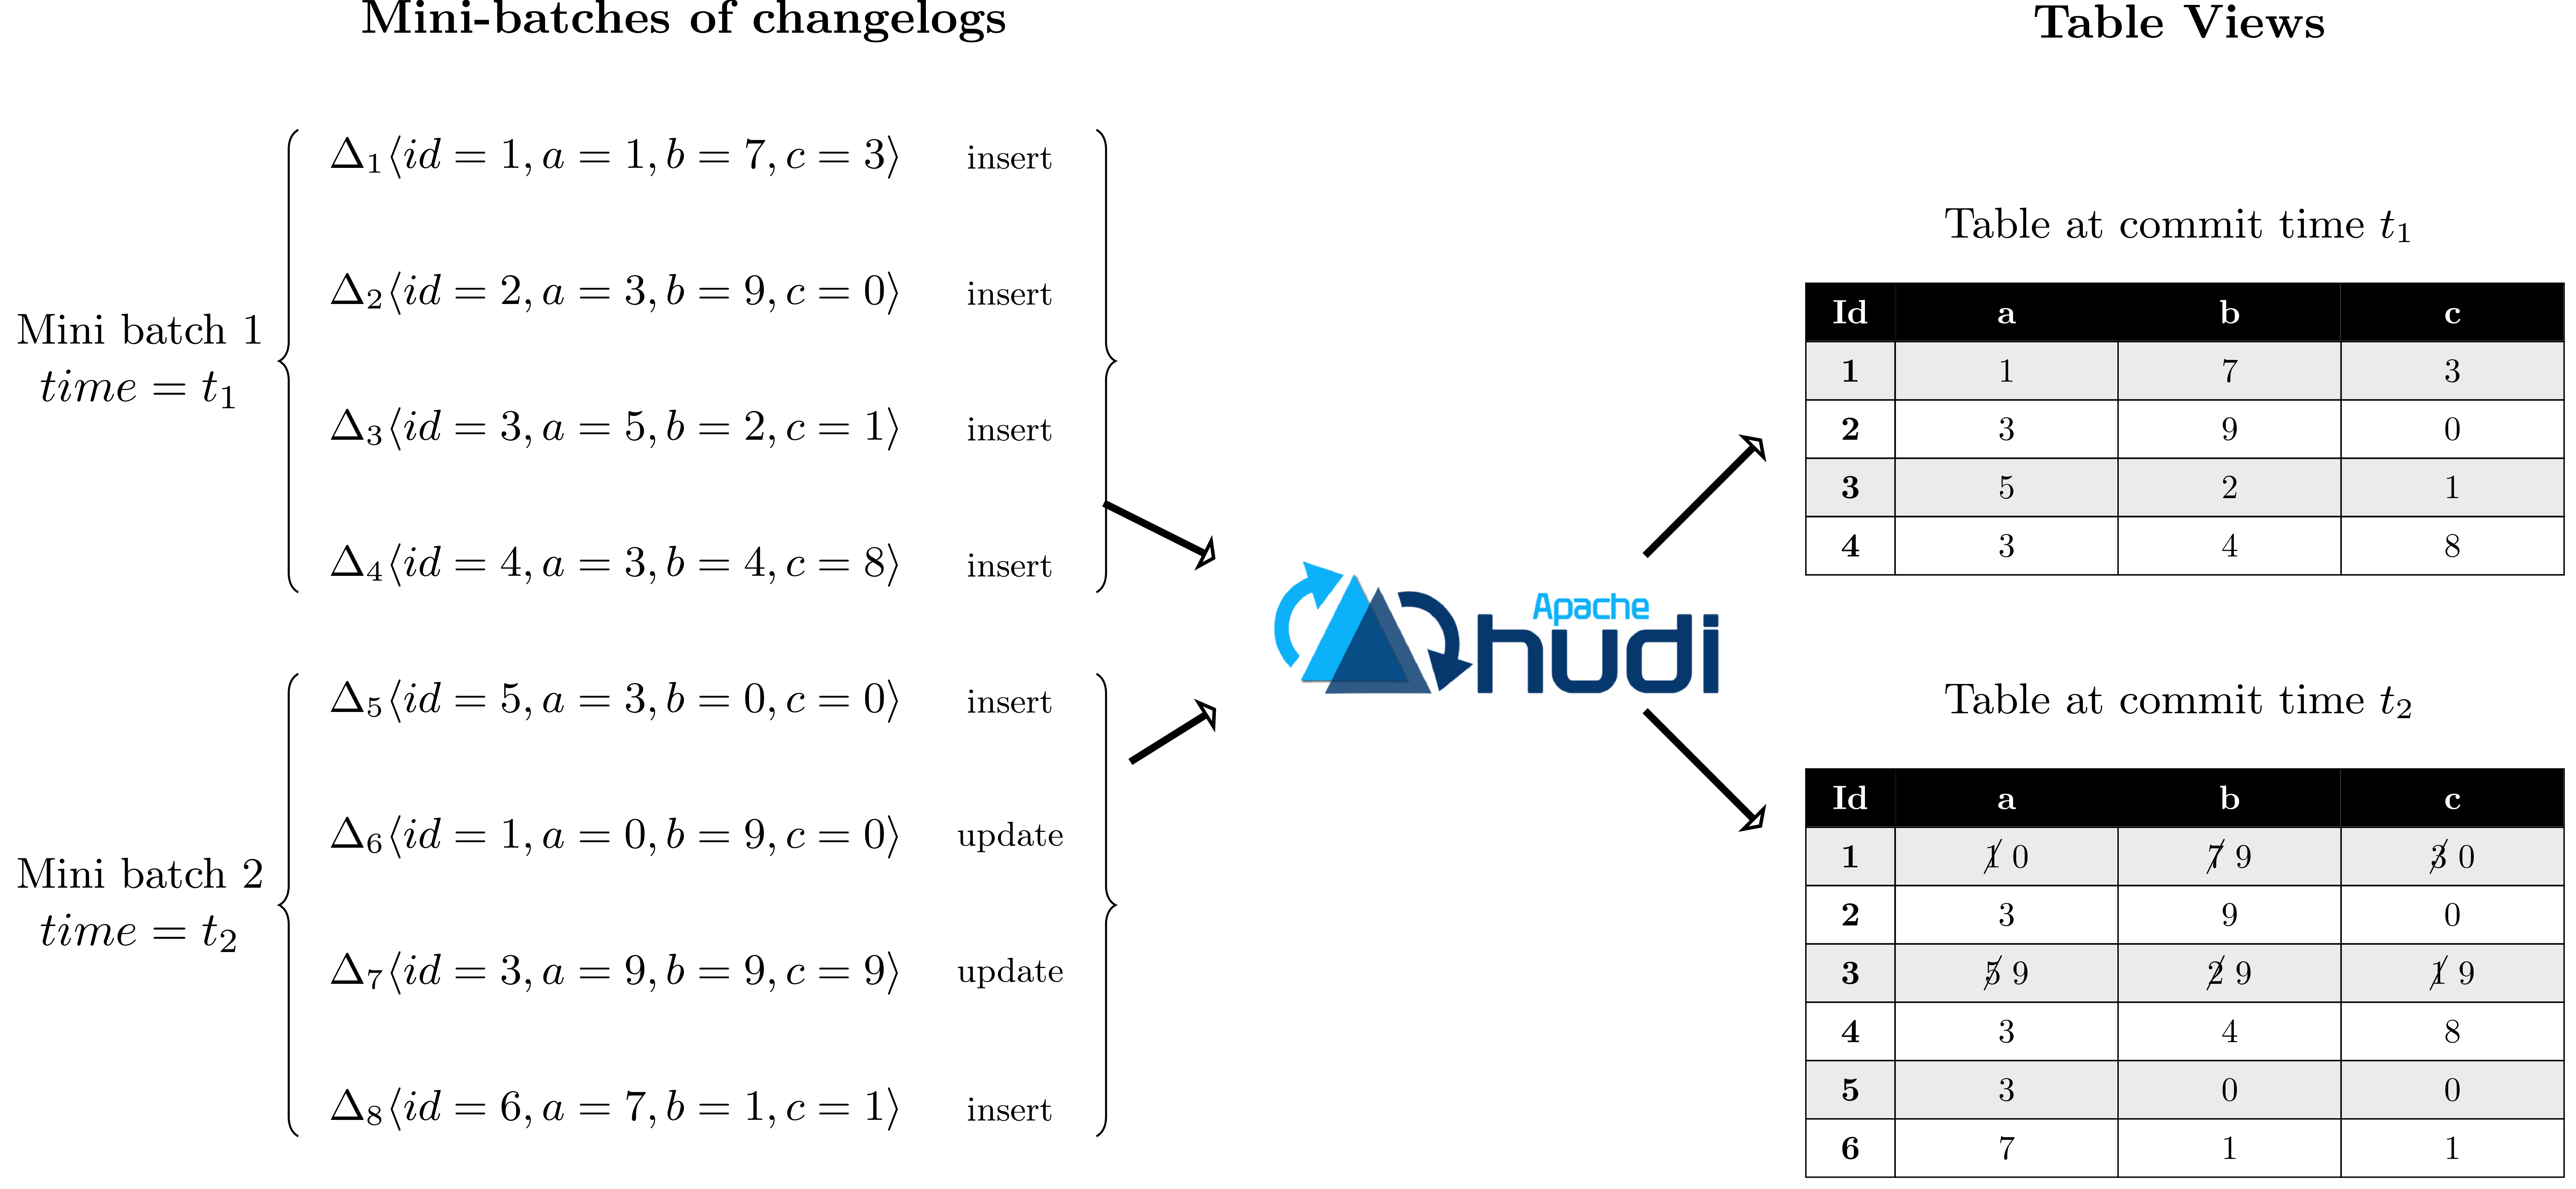 Mini-batches of changelogs
Mini batch 1
time = t₁
Δ₁⟨id = 1, a = 1, b = 7, c = 3⟩ insert
Δ₂⟨id = 2, a = 3, b = 9, c = 0⟩ insert
Δ₃⟨id = 3, a = 5, b = 2, c = 1⟩ insert
Δ₄⟨id = 4, a = 3, b = 4, c = 8⟩ insert
Mini batch 2
time = t₂
Δ₅⟨id = 5, a = 3, b = 0, c = 0⟩ insert
Δ₆⟨id = 1, a = 0, b = 9, c = 0⟩ update
Δ₇⟨id = 3, a = 9, b = 9, c = 9⟩ update
Δ₈⟨id = 6, a = 7, b = 1, c = 1⟩ insert
Apache
hudi
Table Views
Table at commit time t₁
Id a b c
1 1 7 3
2 3 9 0
3 5 2 1
4 3 4 8
Table at commit time t₂
Id a b c
1 1 0 7 9 3 0
2 3 9 0
3 5 9 2 9 1 9
4 3 4 8
5 3 0 0
6 7 1 1